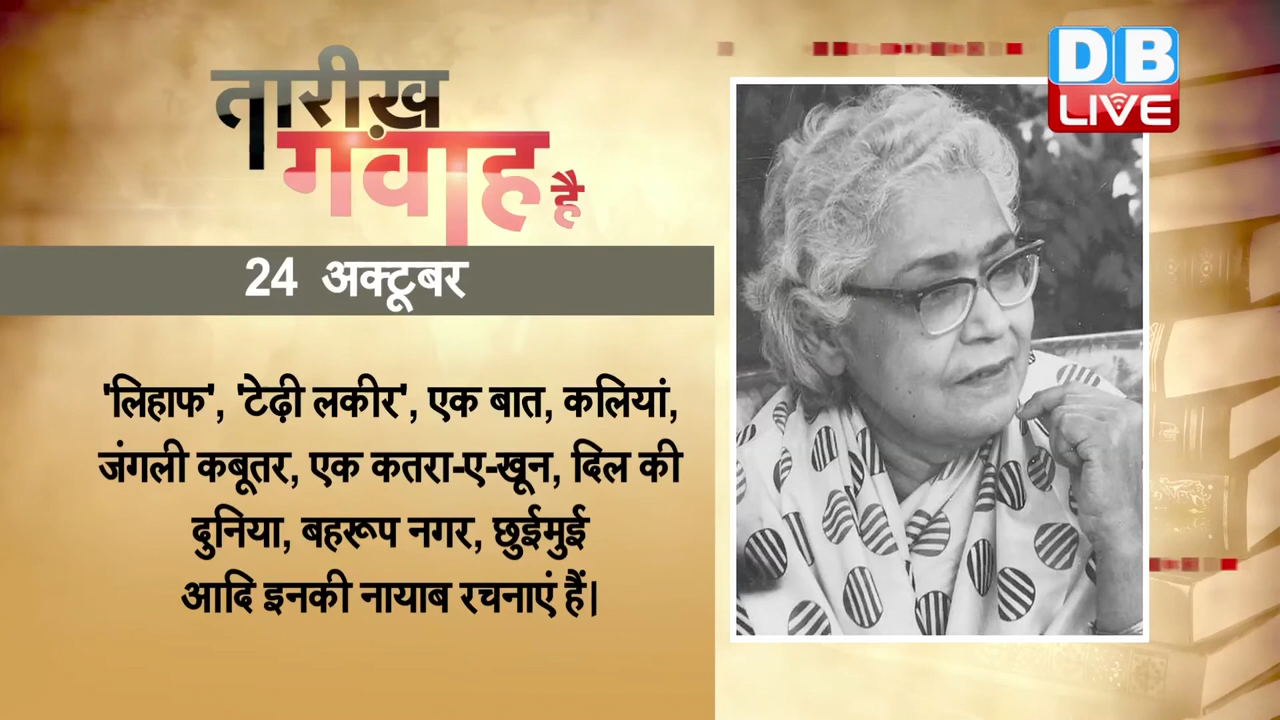 तारीख़
गवाह है
DB
LIVE
24 अक्टूबर
'लिहाफ', 'टेढ़ी लकीर', एक बात, कलियां,
जंगली कबूतर, एक कतरा-ए-खून, दिल की
दुनिया, बहरूप नगर, छुईमुई
आदि इनकी नायाब रचनाएं हैं।